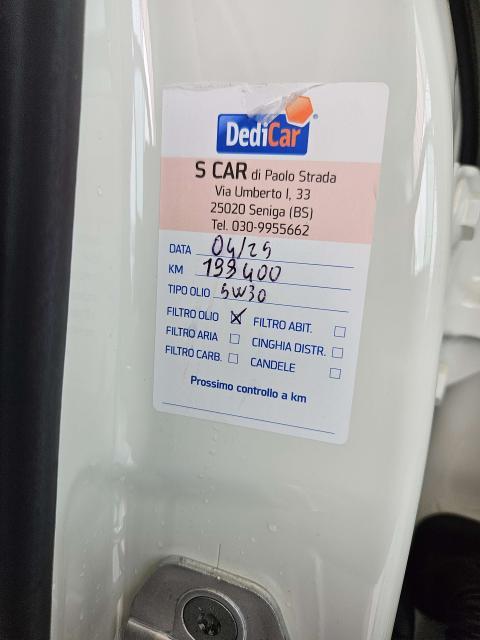 DediCar®
S CAR di Paolo Strada
Via Umberto I, 33
25020 Seniga (BS)
Tel. 030-9955662
DATA 04/25
KM 199400
TIPO OLIO 5W30
FILTRO OLIO ☒ FILTRO ABIT. ☐
FILTRO ARIA ☐ CINGHIA DISTR. ☐
FILTRO CARB. ☐ CANDELE ☐
Prossimo controllo a km